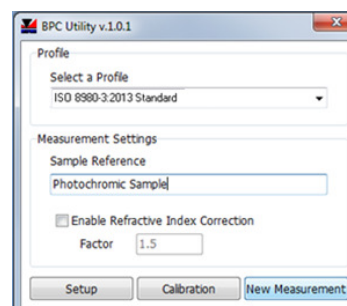 BPC Utility v.1.0.1
Profile
Select a Profile
ISO 8980-3:2013 Standard
Measurement Settings
Sample Reference
Photochromic Sample
Enable Refractive Index Correction
Factor 1.5
Setup Calibration New Measurement